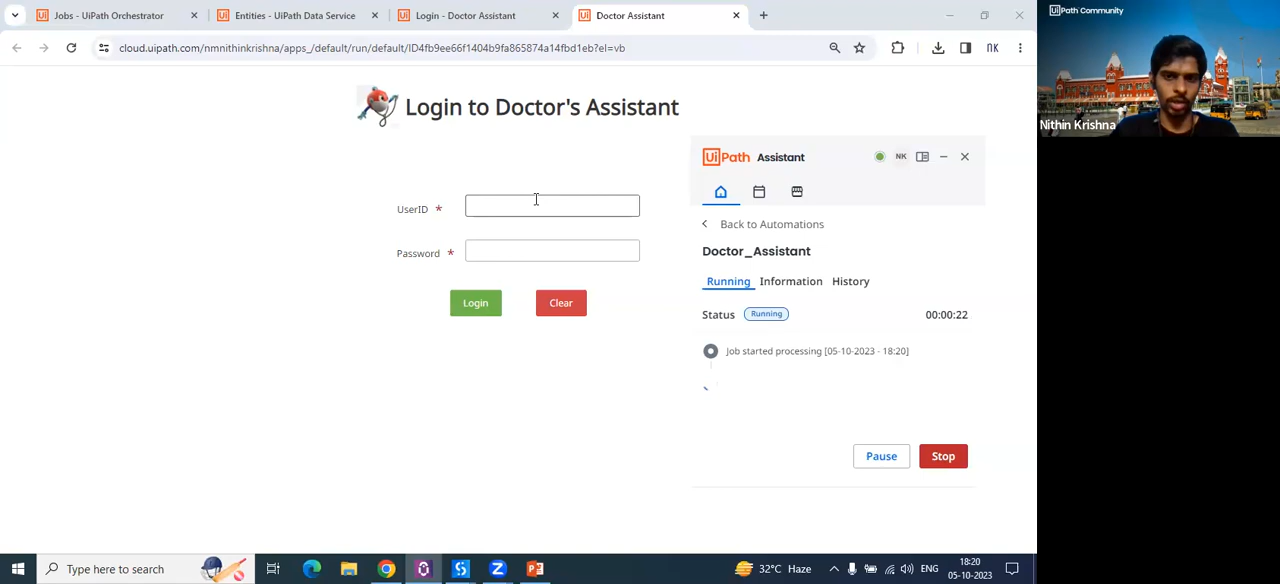 Jobs - UiPath Orchestrator
Entities - UiPath Data Service
Login - Doctor Assistant
Doctor Assistant
cloud.uipath.com/nmnithinkrishna/apps_/default/run/default/ID4fb9ee66f1404b9fa865874a14fbd1eb?el=vb
ΠK
UiPath Community
Login to Doctor's Assistant
Nithin Krishna
UiPath Assistant
NK
UserID *
Password *
Login
Clear
Back to Automations
Doctor_Assistant
Running Information History
Status Running 00:00:22
Job started processing [05-10-2023 - 18:20]
Pause
Stop
Type here to search
32°C Haze
ENG
18:20
05-10-2023